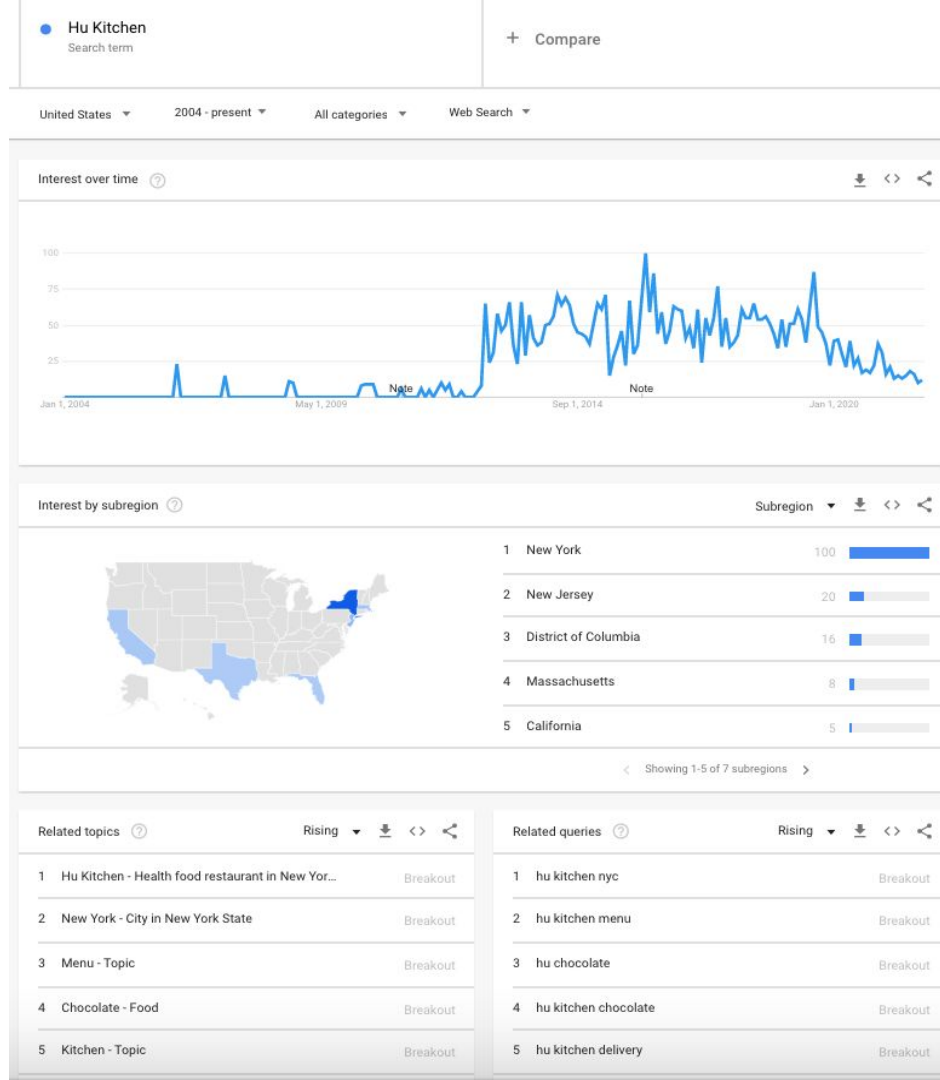 Hu Kitchen
Search term
+ Compare
United States
2004 - present
All categories
Web Search
Interest over time
100
75
50
25
Note
Note
Jan 1, 2004
May 1, 2009
Sep 1, 2014
Jan 1, 2020
Interest by subregion
Subregion
1 New York 100
2 New Jersey 20
3 District of Columbia 16
4 Massachusetts 8
5 California 5
Showing 1-5 of 7 subregions
Related topics
Rising
1 Hu Kitchen - Health food restaurant in New Yor... Breakout
2 New York - City in New York State Breakout
3 Menu - Topic Breakout
4 Chocolate - Food Breakout
5 Kitchen - Topic Breakout
Related queries
Rising
1 hu kitchen nyc Breakout
2 hu kitchen menu Breakout
3 hu chocolate Breakout
4 hu kitchen chocolate Breakout
5 hu kitchen delivery Breakout